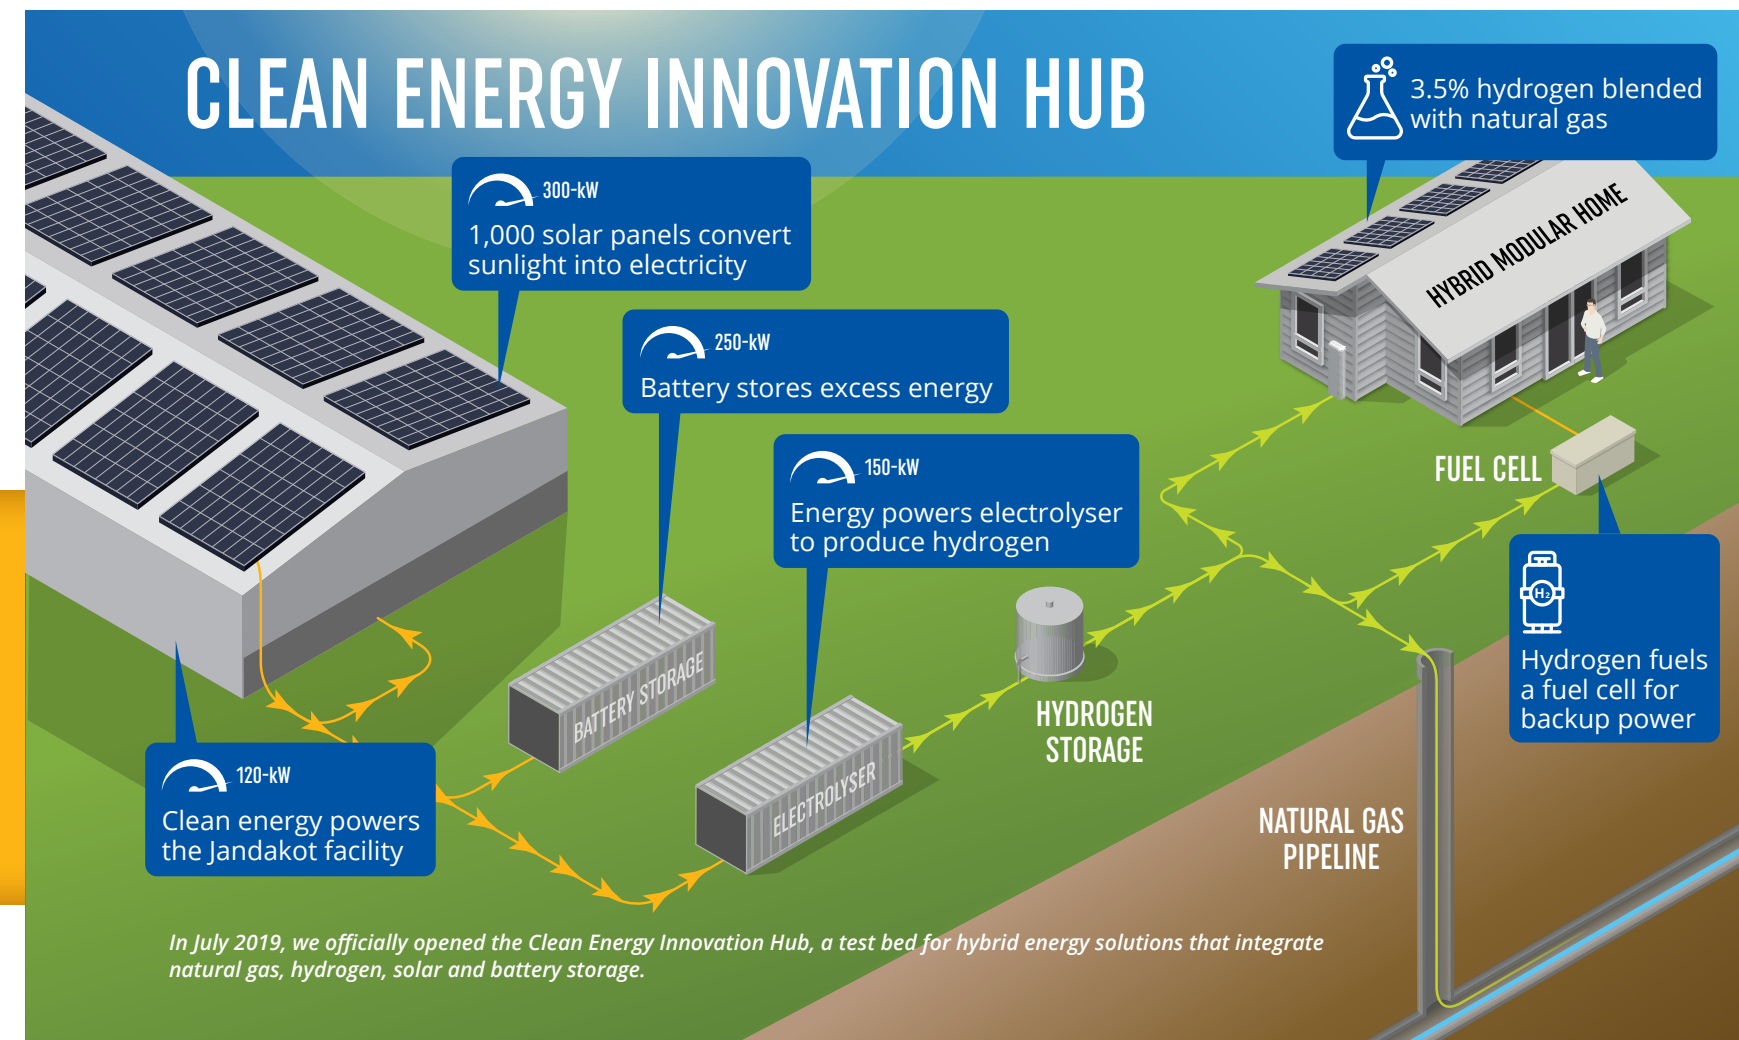 CLEAN ENERGY INNOVATION HUB
3.5% hydrogen blended
with natural gas
300-kW
1,000 solar panels convert
sunlight into electricity
HYBRID MODULAR HOME
250-kW
Battery stores excess energy
150-kW
Energy powers electrolyser
to produce hydrogen
FUEL CELL
H2
Hydrogen fuels
a fuel cell for
backup power
BATTERY STORAGE
HYDROGEN
STORAGE
120-kW
Clean energy powers
the Jandakot facility
ELECTROLYSER
NATURAL GAS
PIPELINE
In July 2019, we officially opened the Clean Energy Innovation Hub, a test bed for hybrid energy solutions that integrate
natural gas, hydrogen, solar and battery storage.